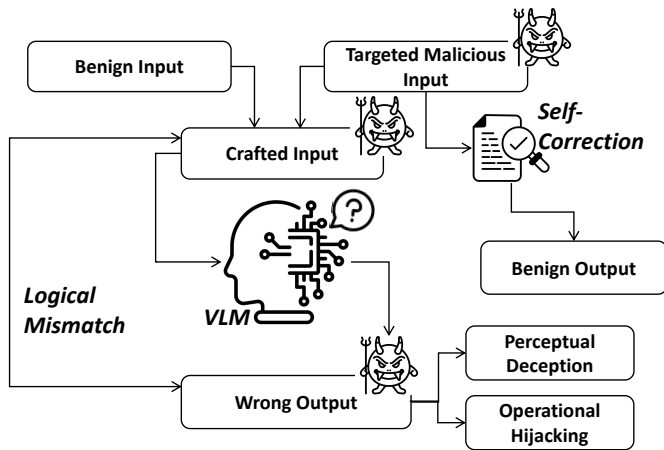 Benign Input
Targeted Malicious
Input
Self-
Correction
Crafted Input
?
Benign Output
Logical
Mismatch
VLM
Perceptual
Deception
Wrong Output
Operational
Hijacking